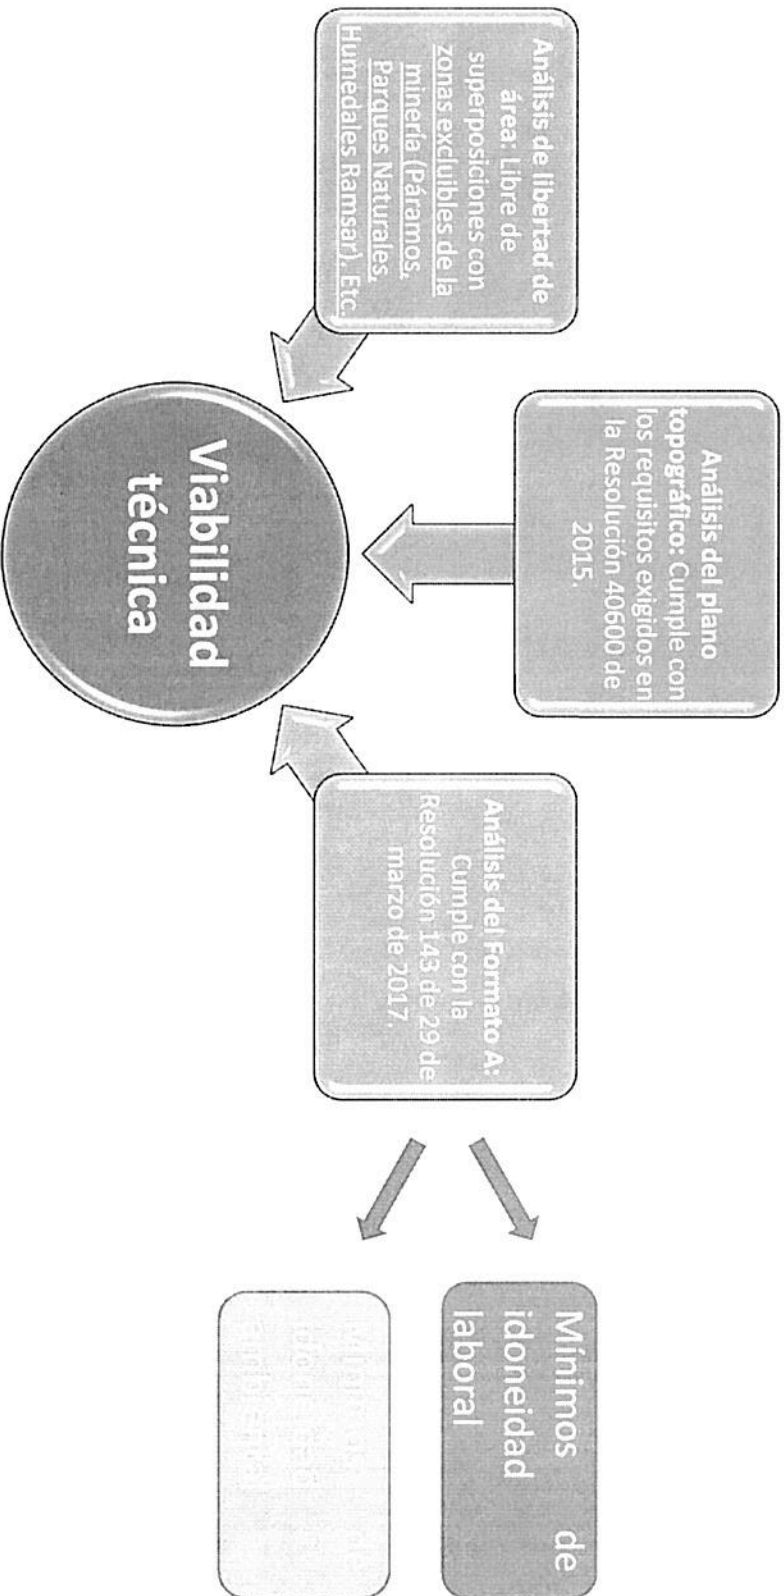 Análisis de libertad de
área: Libre de
superposiciones con
zonas excluibles de la
minería (Páramos,
Parques Naturales,
Humedales Ramsar). Etc.
Análisis del plano
topográfico: Cumple con
los requisitos exigidos en
la Resolución 40600 de
2015.
Análisis del Formato A:
Cumple con la
Resolución 143 de 29 de
marzo de 2017.
Viabilidad
técnica
Mínimos de
idoneidad
laboral